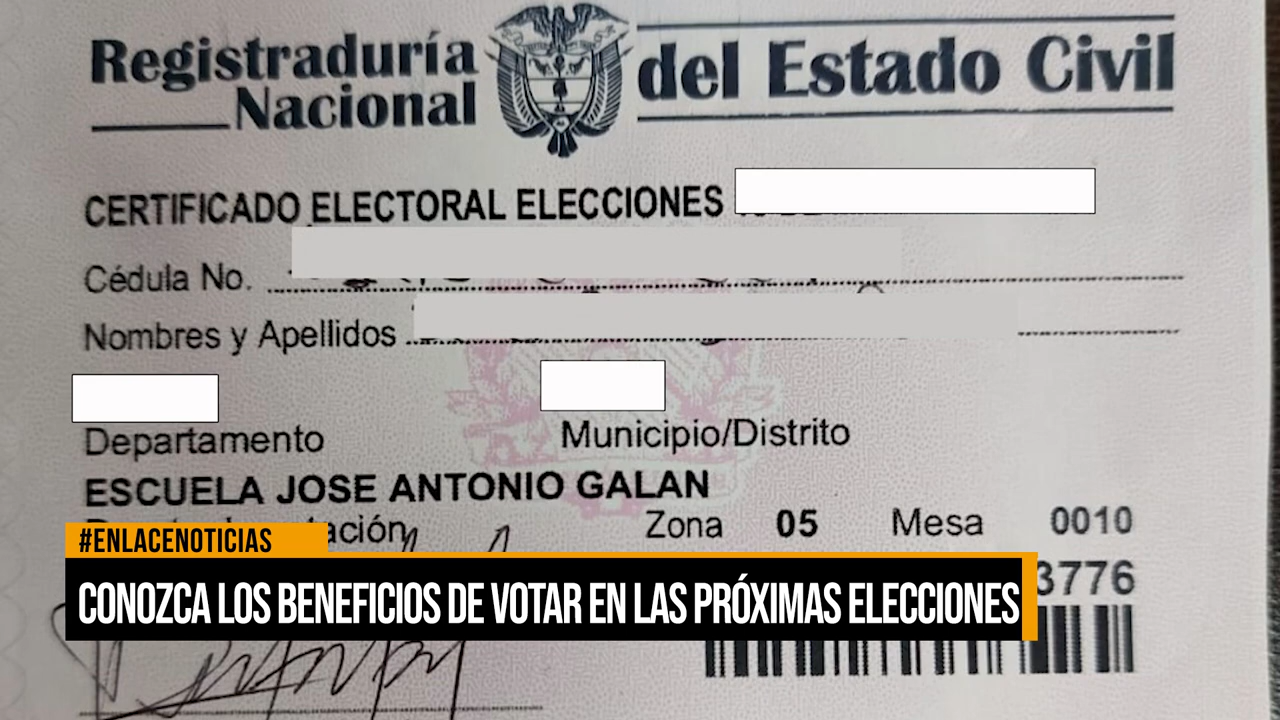 Registraduría
Nacional
del Estado Civil
CERTIFICADO ELECTORAL ELECCIONES
Cédula No.
Nombres y Apellidos
Departamento
Municipio/Distrito
ESCUELA JOSE ANTONIO GALAN
Zona 05 Mesa 0010
3776
#ENLACENOTICIAS
CONOZCA LOS BENEFICIOS DE VOTAR EN LAS PRÓXIMAS ELECCIONES